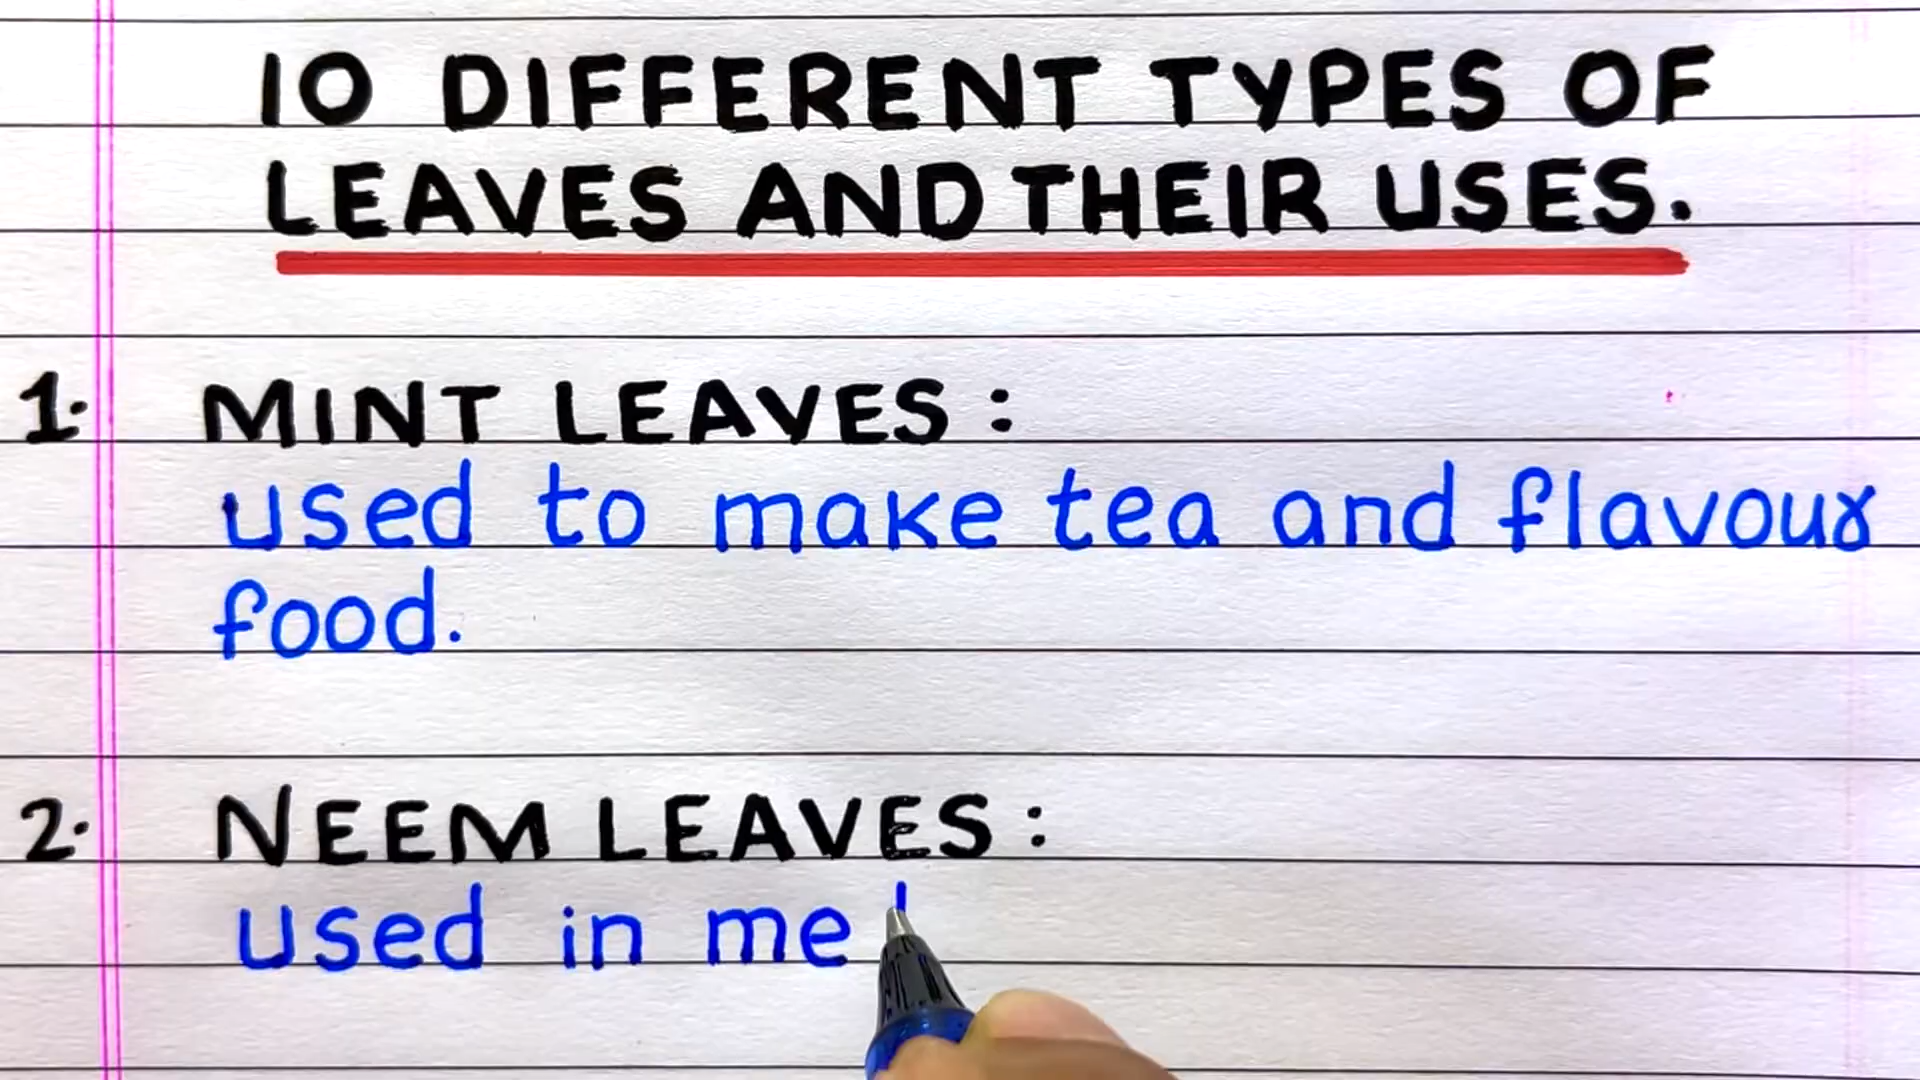 10 DIFFERENT TYPES OF
LEAVES AND THEIR USES.
1. MINT LEAVES :
used to make tea and flavour
food.
2. NEEM LEAVES :
used in me